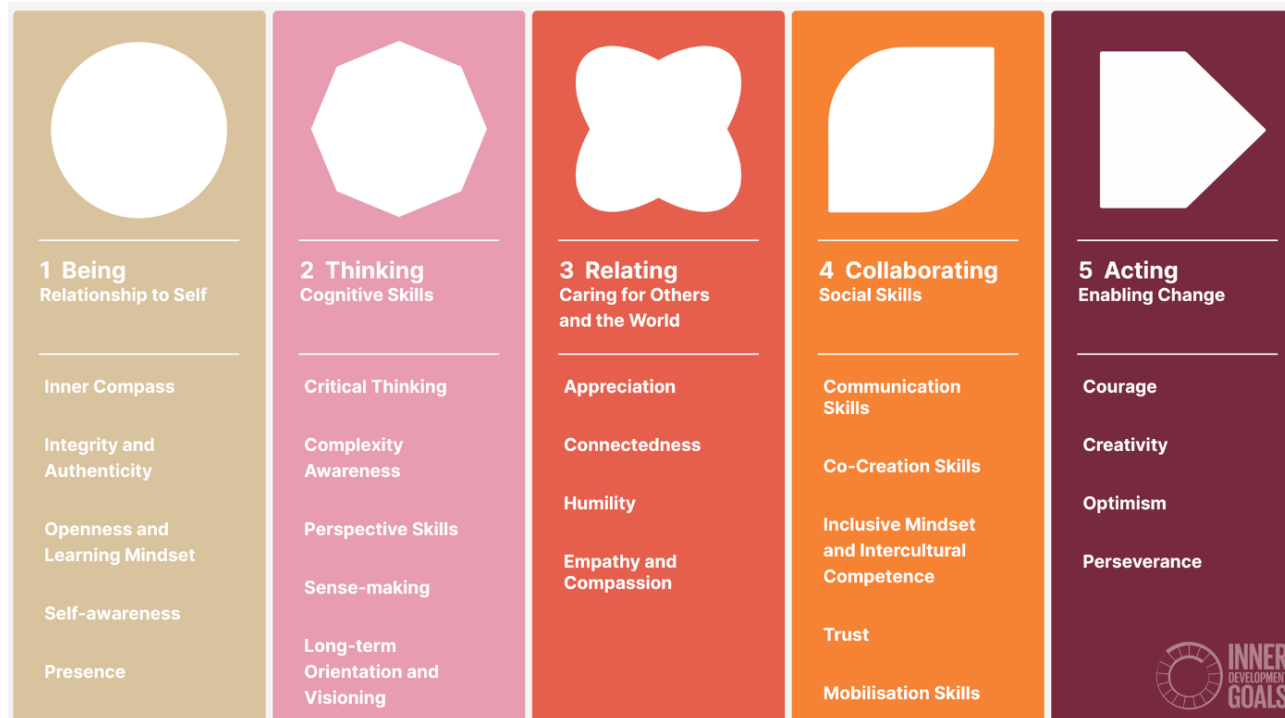 1 Being
Relationship to Self
Inner Compass
Integrity and
Authenticity
Openness and
Learning Mindset
Self-awareness
Presence
2 Thinking
Cognitive Skills
Critical Thinking
Complexity
Awareness
Perspective Skills
Sense-making
Long-term
Orientation and
Visioning
3 Relating
Caring for Others
and the World
Appreciation
Connectedness
Humility
Empathy and
Compassion
4 Collaborating
Social Skills
Communication
Skills
Co-Creation Skills
Inclusive Mindset
and Intercultural
Competence
Trust
Mobilisation Skills
5 Acting
Enabling Change
Courage
Creativity
Optimism
Perseverance
INNER
DEVELOPMENT
GOALS